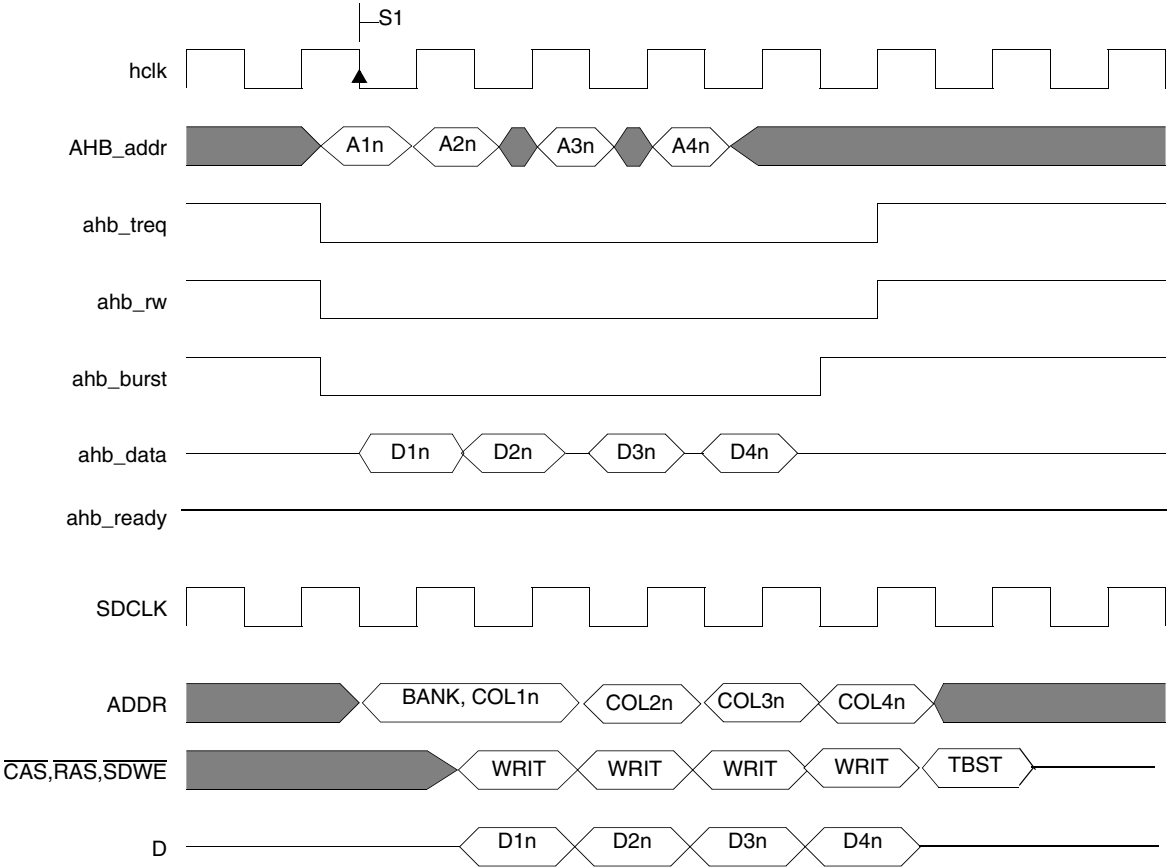 S1
hclk
AHB_addr A1n A2n A3n A4n
ahb_treq
ahb_rw
ahb_burst
ahb_data D1n D2n D3n D4n
ahb_ready
SDCLK
ADDR BANK, COL1n COL2n COL3n COL4n
CAS,RAS,SDWE WRIT WRIT WRIT WRIT TBST
D D1n D2n D3n D4n